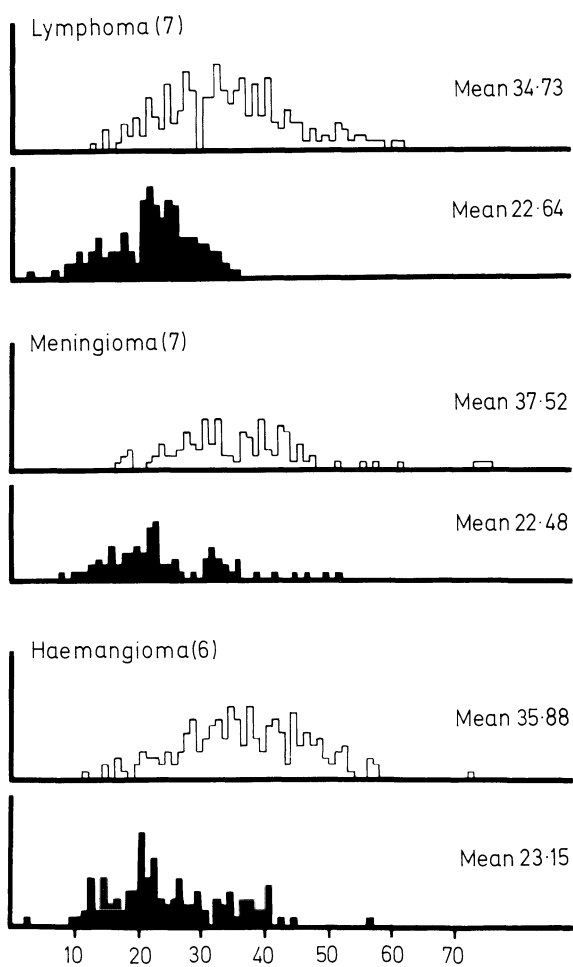 Lymphoma (7)
Mean 34·73
Mean 22·64
Meningioma (7)
Mean 37·52
Mean 22·48
Haemangioma (6)
Mean 35·88
Mean 23·15
10 20 30 40 50 60 70